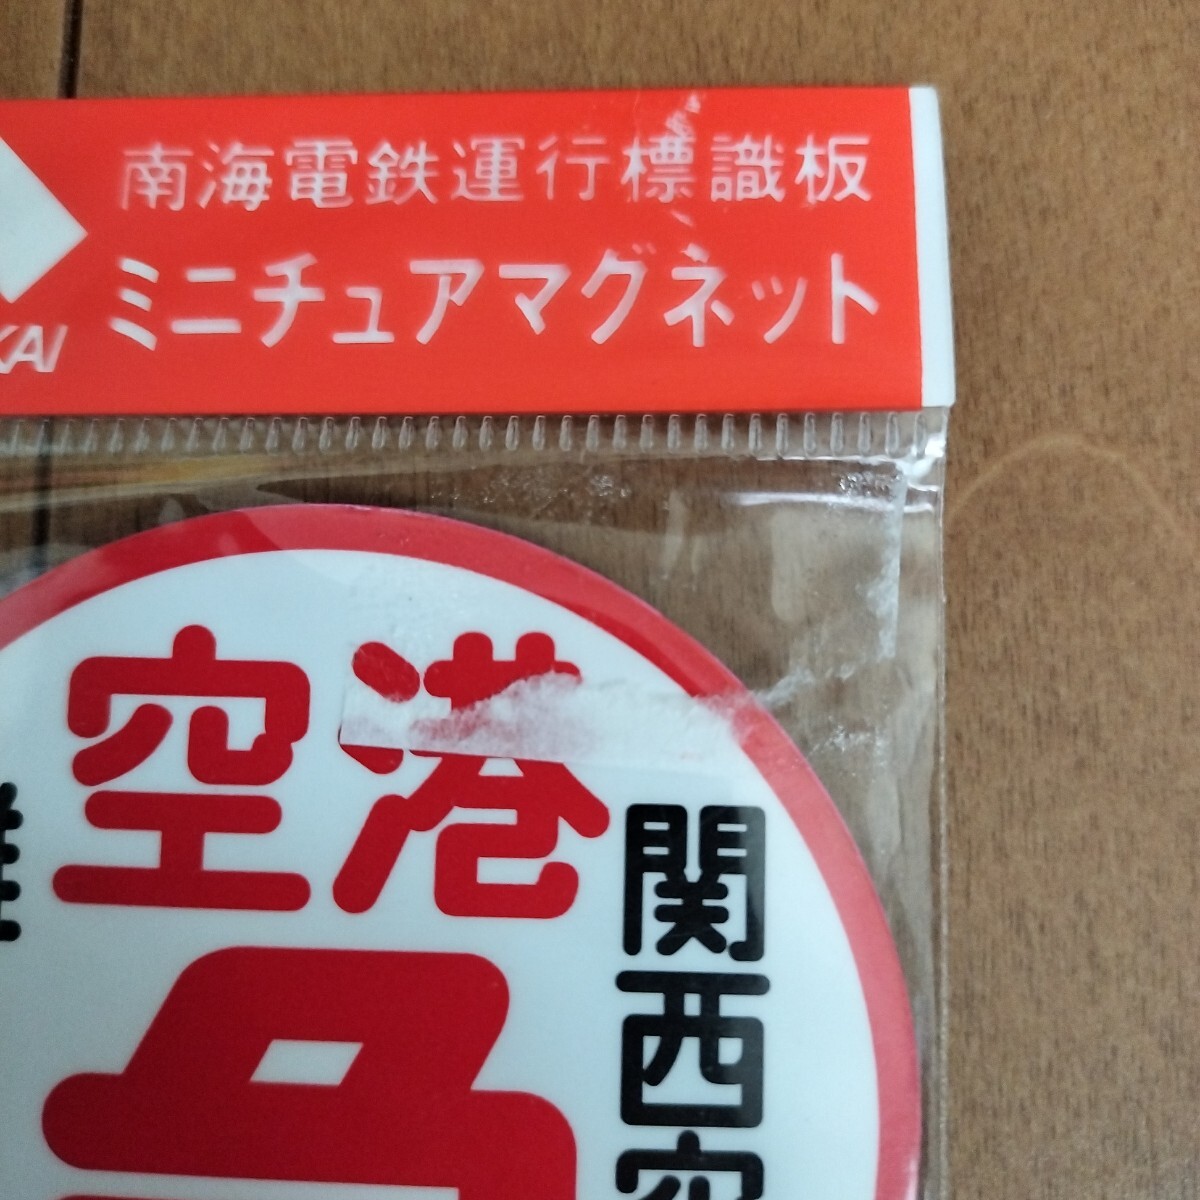 南海電鉄運行標識板
ミニチュアマグネット
KAI
空港
関西空